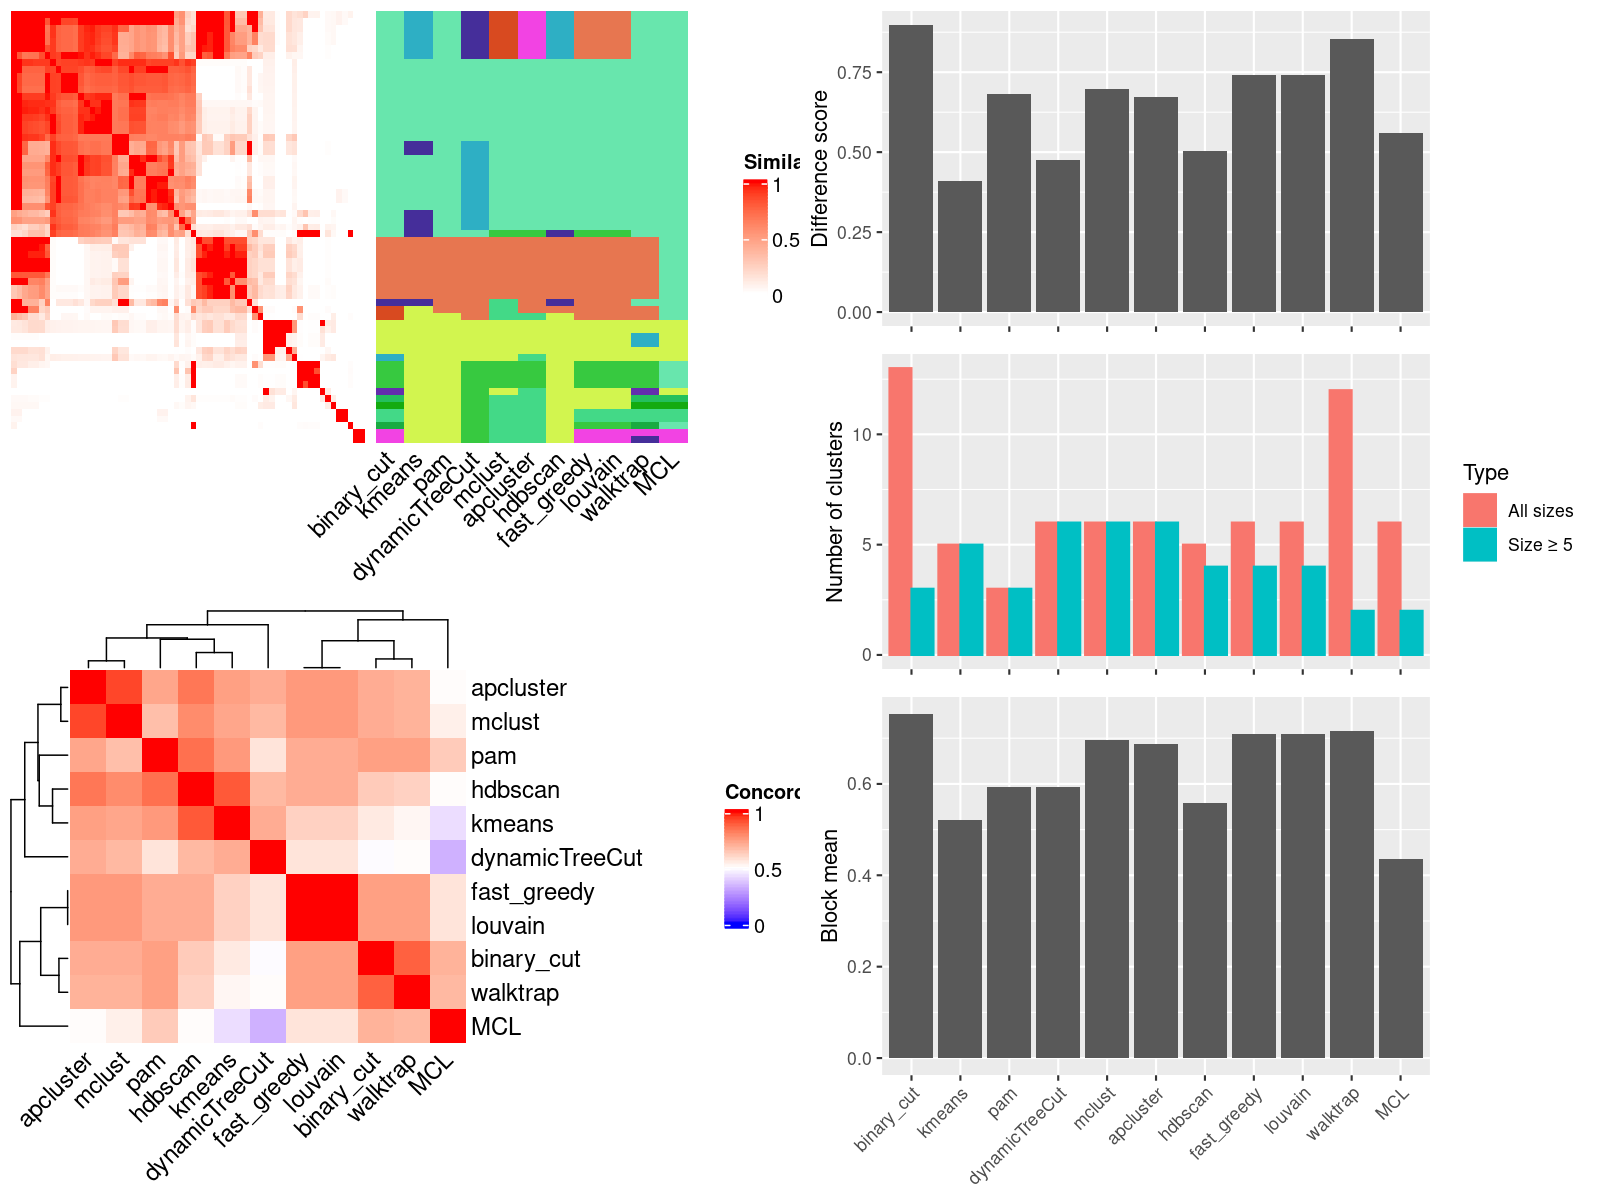 Simila
1
0.5
0
binary_cut
kmeans
pam
dynamicTreeCut
mclust
apcluster
hdbscan
fast_greedy
louvain
walktrap
MCL
apcluster
mclust
pam
hdbscan
kmeans
dynamicTreeCut
fast_greedy
louvain
binary_cut
walktrap
MCL
apcluster
mclust
pam
hdbscan
kmeans
dynamicTreeCut
fast_greedy
louvain
binary_cut
walktrap
MCL
Concord
1
0.5
0
Difference score
0.75
0.50
0.25
0.00
Number of clusters
10
5
0
Type
All sizes
Size ≥ 5
Block mean
0.6
0.4
0.2
0.0
binary_cut
kmeans
pam
dynamicTreeCut
mclust
apcluster
hdbscan
fast_greedy
louvain
walktrap
MCL